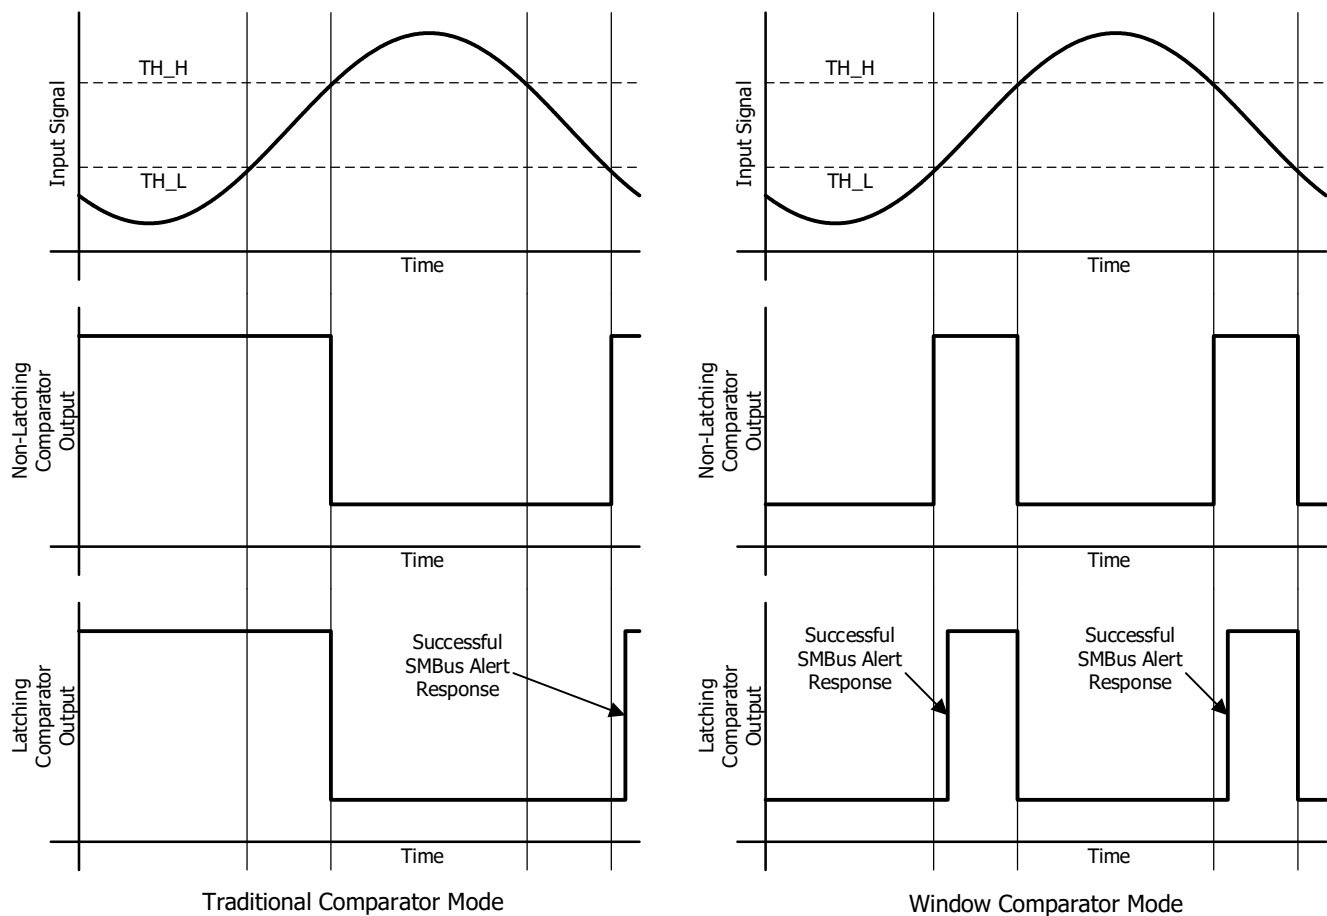 TH_H
TH_L
Input Signal
Time
Non-Latching
Comparator
Output
Time
Successful
SMBus Alert
Response
Latching
Comparator
Output
Time
Traditional Comparator Mode
TH_H
TH_L
Input Signal
Time
Non-Latching
Comparator
Output
Time
Successful
SMBus Alert
Response
Successful
SMBus Alert
Response
Latching
Comparator
Output
Time
Window Comparator Mode